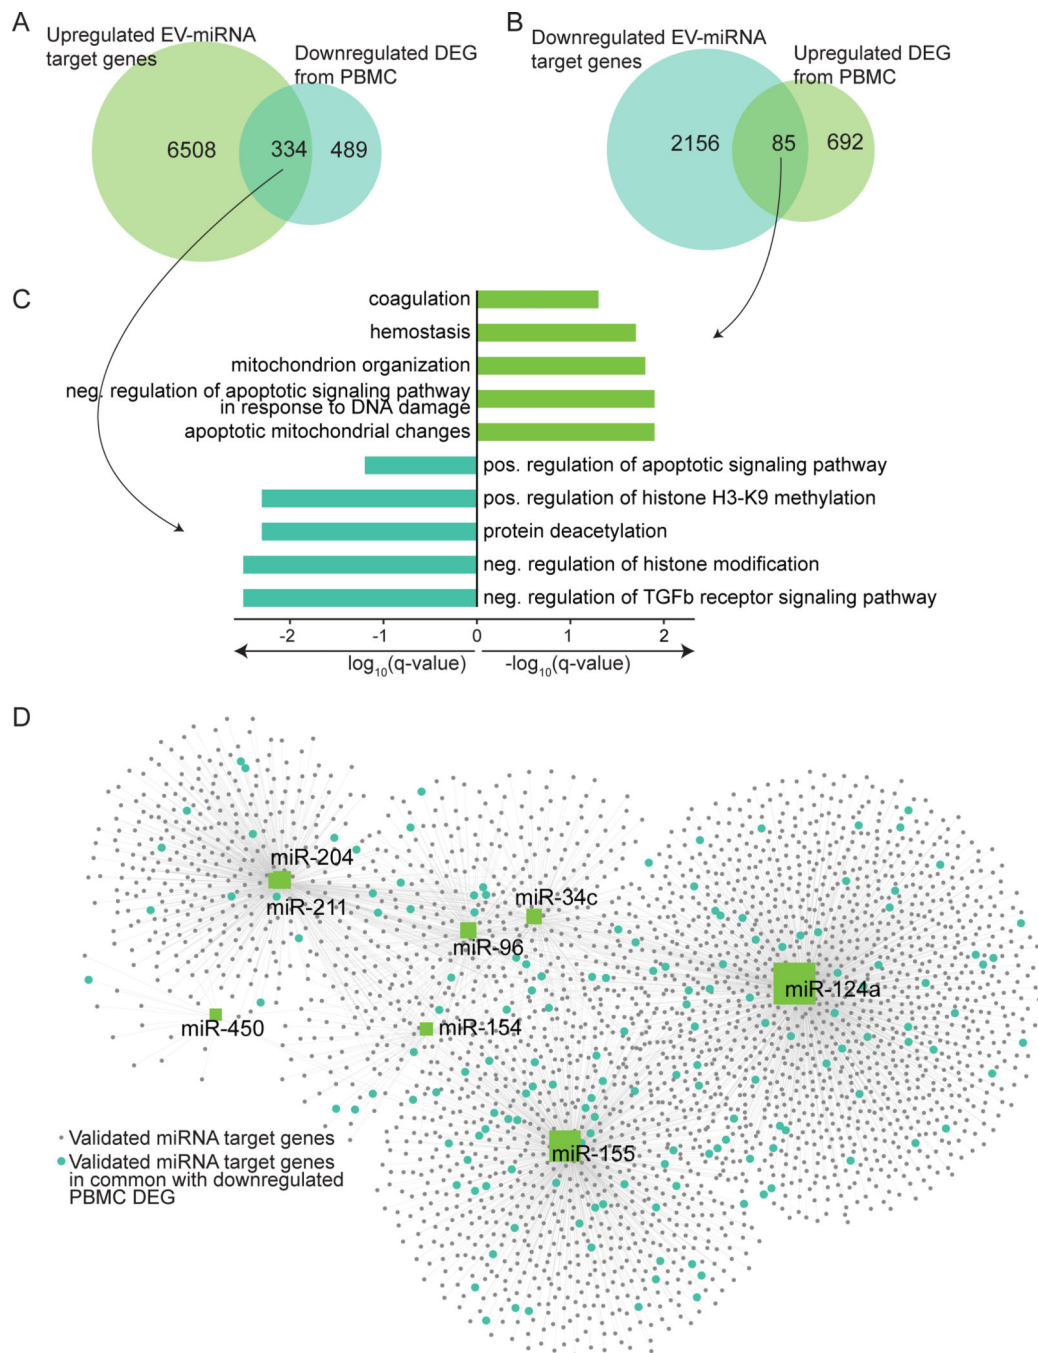 A
Upregulated EV-miRNA
target genes
Downregulated DEG
from PBMC
6508
334
489
B
Downregulated EV-miRNA
target genes
Upregulated DEG
from PBMC
2156
85
692
C
coagulation
hemostasis
mitochondrion organization
neg. regulation of apoptotic signaling pathway
in response to DNA damage
apoptotic mitochondrial changes
pos. regulation of apoptotic signaling pathway
pos. regulation of histone H3-K9 methylation
protein deacetylation
neg. regulation of histone modification
neg. regulation of TGFb receptor signaling pathway
-2 -1 0 1 2
log10(q-value) -log10(q-value)
D
miR-204
miR-211
miR-34c
miR-96
miR-124a
miR-450
miR-154
miR-155
Validated miRNA target genes
Validated miRNA target genes
in common with downregulated
PBMC DEG